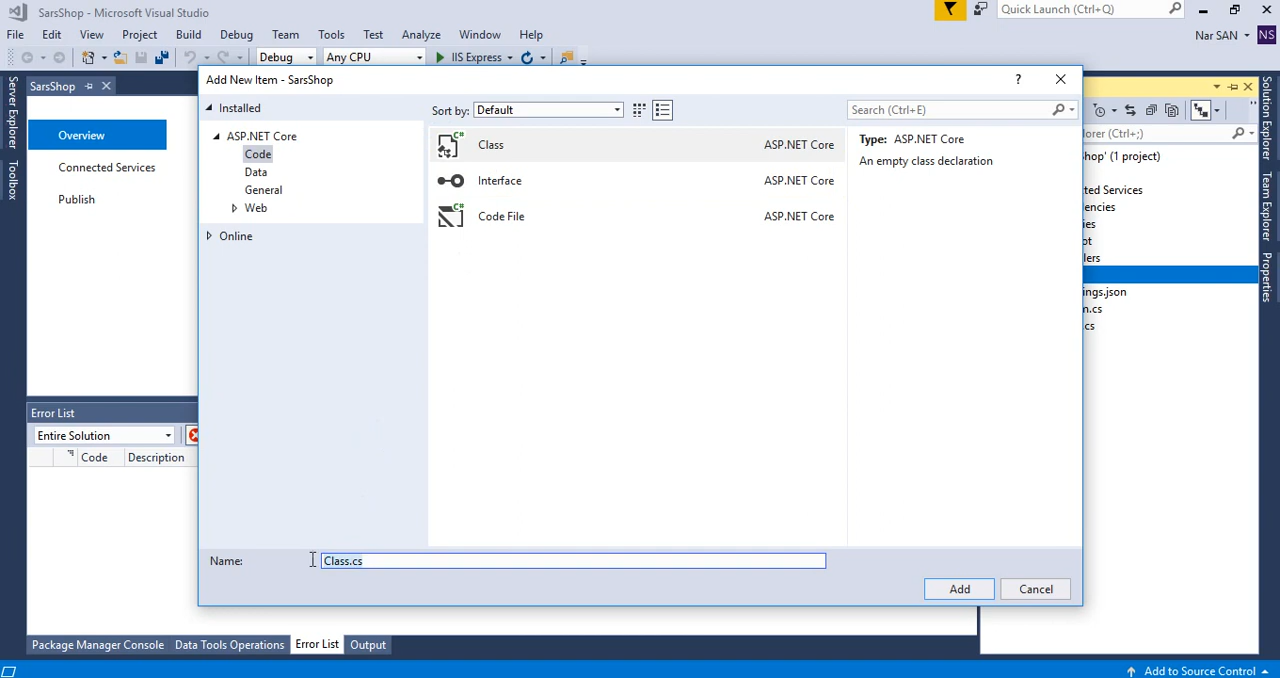 SarsShop - Microsoft Visual Studio
Quick Launch (Ctrl+Q)
File Edit View Project Build Debug Team Tools Test Analyze Window Help
Nar SAN NS
Debug Any CPU IIS Express
Server Explorer
Toolbox
SarsShop
Overview
Connected Services
Publish
Add New Item - SarsShop
?
Installed
ASP.NET Core
Code
Data
General
Web
Online
Sort by: Default
Search (Ctrl+E)
C# Class ASP.NET Core
Interface ASP.NET Core
C# Code File ASP.NET Core
Type: ASP.NET Core
An empty class declaration
Name: Class.cs
Add Cancel
orer (Ctrl+;)
hop' (1 project)
nected Services
encies
ies
ot
lers
ings.json
m.cs
cs
Solution Explorer
Team Explorer
Properties
Error List
Entire Solution
Code Description
Package Manager Console Data Tools Operations Error List Output
Add to Source Control